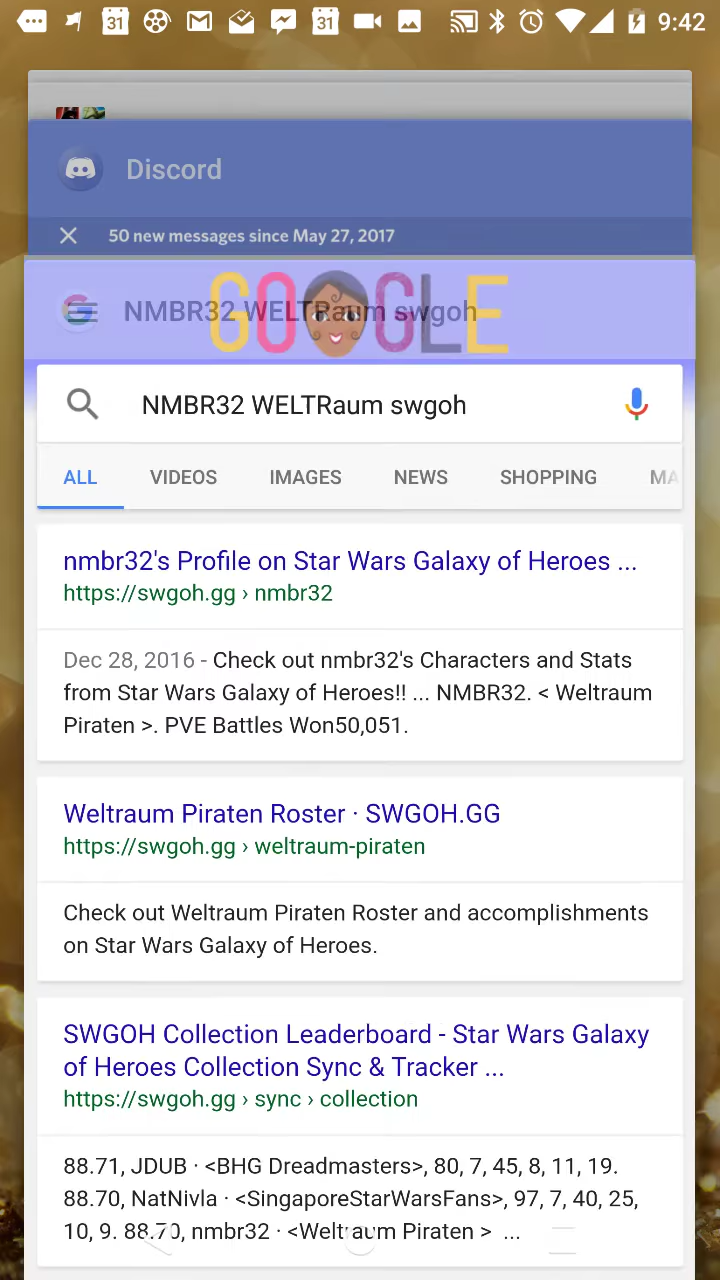 31
31
9:42
Discord
50 new messages since May 27, 2017
GOOGLE
NMBR32 WELTRaum swgoh
NMBR32 WELTRaum swgoh
ALL VIDEOS IMAGES NEWS SHOPPING MA
nmbr32's Profile on Star Wars Galaxy of Heroes ...
https://swgoh.gg › nmbr32
Dec 28, 2016 - Check out nmbr32's Characters and Stats
from Star Wars Galaxy of Heroes!! ... NMBR32. < Weltraum
Piraten >. PVE Battles Won50,051.
Weltraum Piraten Roster · SWGOH.GG
https://swgoh.gg › weltraum-piraten
Check out Weltraum Piraten Roster and accomplishments
on Star Wars Galaxy of Heroes.
SWGOH Collection Leaderboard - Star Wars Galaxy
of Heroes Collection Sync & Tracker ...
https://swgoh.gg › sync › collection
88.71, JDUB · <BHG Dreadmasters>, 80, 7, 45, 8, 11, 19.
88.70, NatNivla · <SingaporeStarWarsFans>, 97, 7, 40, 25,
10, 9. 88.70, nmbr32 · <Weltraum Piraten > ...